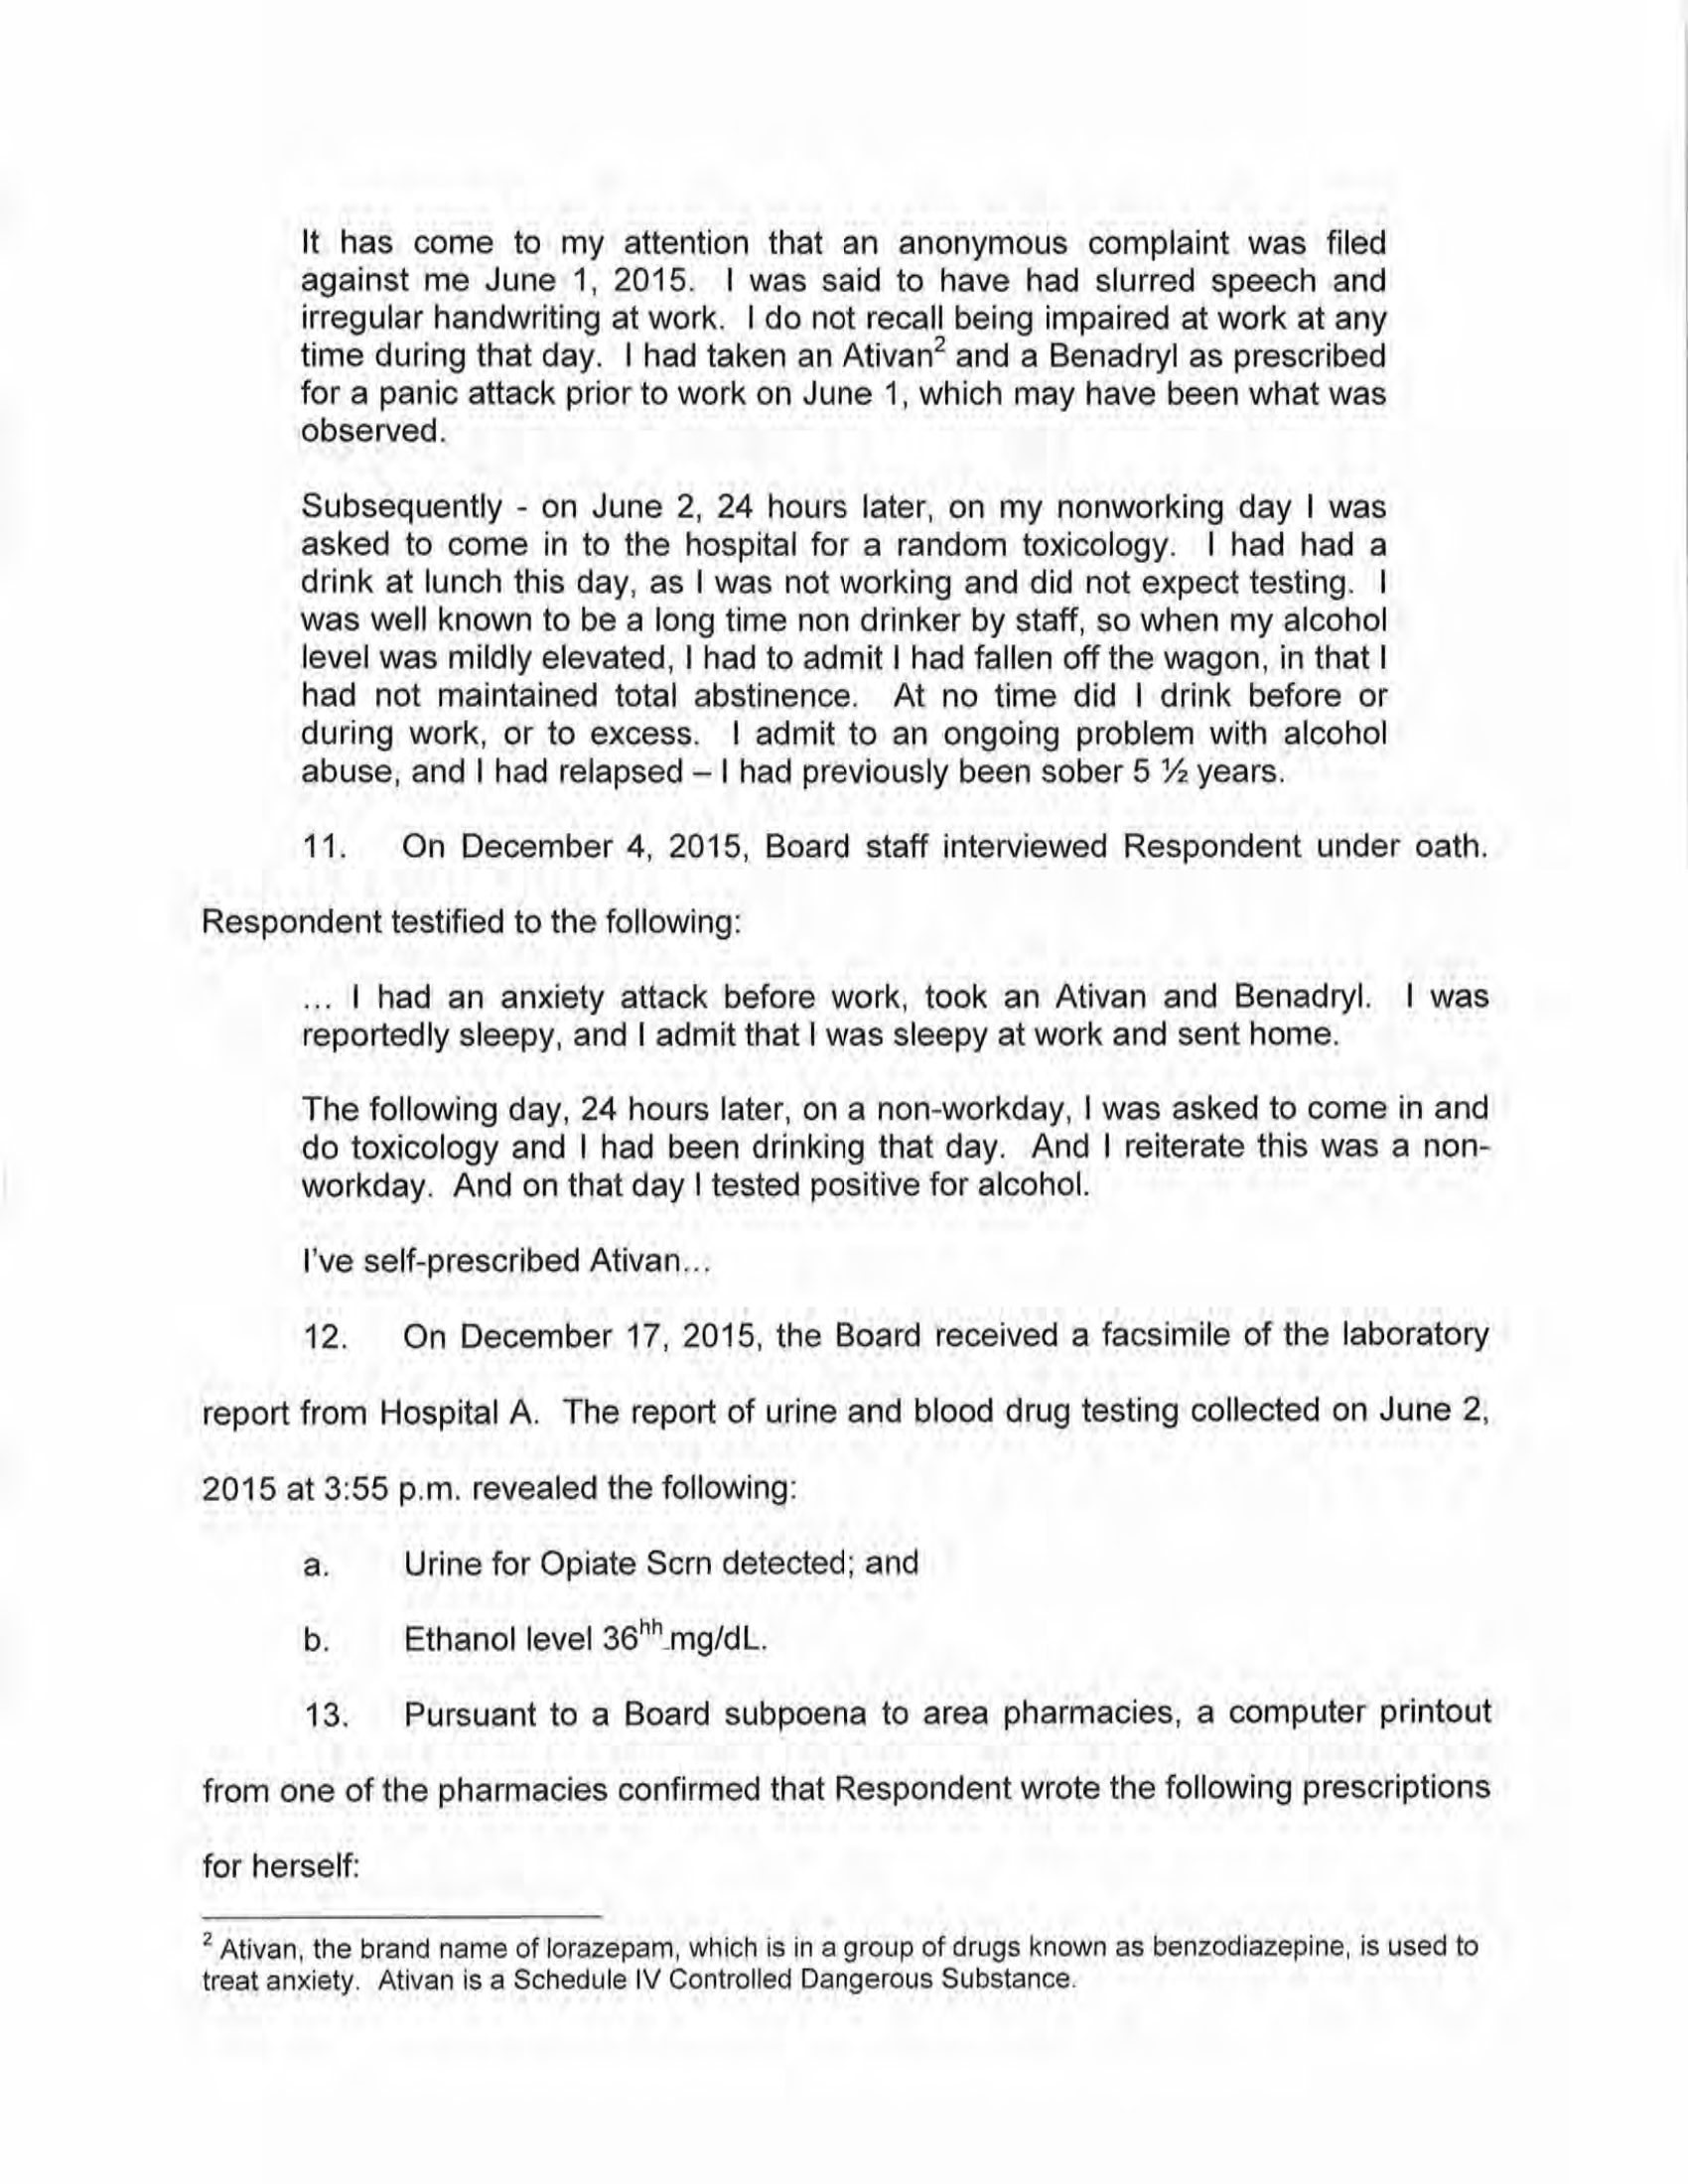 It has come to my attention that an anonymous complaint was filed
against me June 1, 2015. I was said to have had slurred speech and
irregular handwriting at work. I do not recall being impaired at work at any
time during that day. I had taken an Ativan² and a Benadryl as prescribed
for a panic attack prior to work on June 1, which may have been what was
observed.
Subsequently - on June 2, 24 hours later, on my nonworking day I was
asked to come in to the hospital for a random toxicology. I had had a
drink at lunch this day, as I was not working and did not expect testing. I
was well known to be a long time non drinker by staff, so when my alcohol
level was mildly elevated, I had to admit I had fallen off the wagon, in that I
had not maintained total abstinence. At no time did I drink before or
during work, or to excess. I admit to an ongoing problem with alcohol
abuse, and I had relapsed – I had previously been sober 5 ½ years.
11. On December 4, 2015, Board staff interviewed Respondent under oath.
Respondent testified to the following:
... I had an anxiety attack before work, took an Ativan and Benadryl. I was
reportedly sleepy, and I admit that I was sleepy at work and sent home.
The following day, 24 hours later, on a non-workday, I was asked to come in and
do toxicology and I had been drinking that day. And I reiterate this was a non-
workday. And on that day I tested positive for alcohol.
I've self-prescribed Ativan...
12. On December 17, 2015, the Board received a facsimile of the laboratory
report from Hospital A. The report of urine and blood drug testing collected on June 2,
2015 at 3:55 p.m. revealed the following:
a. Urine for Opiate Scrn detected; and
b. Ethanol level 36ʰʰ mg/dL.
13. Pursuant to a Board subpoena to area pharmacies, a computer printout
from one of the pharmacies confirmed that Respondent wrote the following prescriptions
for herself:
² Ativan, the brand name of lorazepam, which is in a group of drugs known as benzodiazepine, is used to
treat anxiety. Ativan is a Schedule IV Controlled Dangerous Substance.